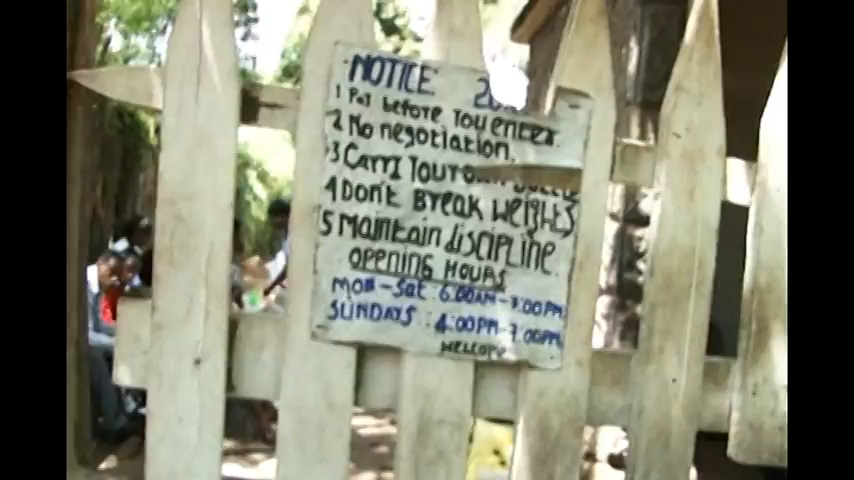 NOTICE
1 Pay before You enter.
2 No negotiation.
3 Carry Your
4 Don't Break weights
5 Maintain discipline.
OPENING HOURS
MON-Sat: 6:00AM-7:00PM
SUNDAYS: 4:00PM-7:00PM
WELCOME